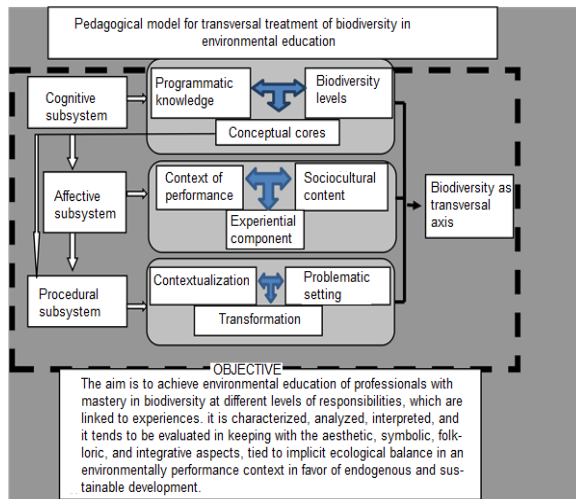 Pedagogical model for transversal treatment of biodiversity in
environmental education
Cognitive
subsystem
Programmatic
knowledge
Biodiversity
levels
Conceptual cores
Affective
subsystem
Context of
performance
Sociocultural
content
Experiential
component
Biodiversity as
transversal
axis
Procedural
subsystem
Contextualization
Problematic
setting
Transformation
OBJECTIVE
The aim is to achieve environmental education of professionals with
mastery in biodiversity at different levels of responsibilities, which are
linked to experiences. it is characterized, analyzed, interpreted, and
it tends to be evaluated in keeping with the aesthetic, symbolic, folk-
loric, and integrative aspects, tied to implicit ecological balance in an
environmentally performance context in favor of endogenous and sus-
tainable development.